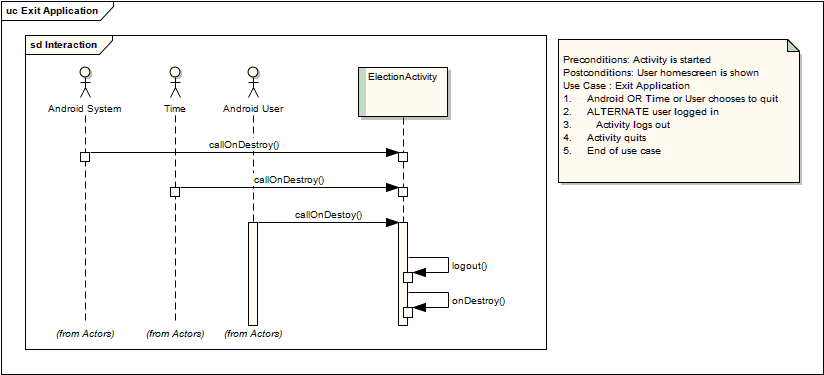 uc Exit Application
sd Interaction
Android System
Time
Android User
ElectionActivity
callOnDestroy()
callOnDestroy()
callOnDestoy()
logout()
onDestroy()
(from Actors)
(from Actors)
(from Actors)
Preconditions: Activity is started
Postconditions: User homescreen is shown
Use Case : Exit Application
1. Android OR Time or User chooses to quit
2. ALTERNATE user logged in
3. Activity logs out
4. Activity quits
5. End of use case